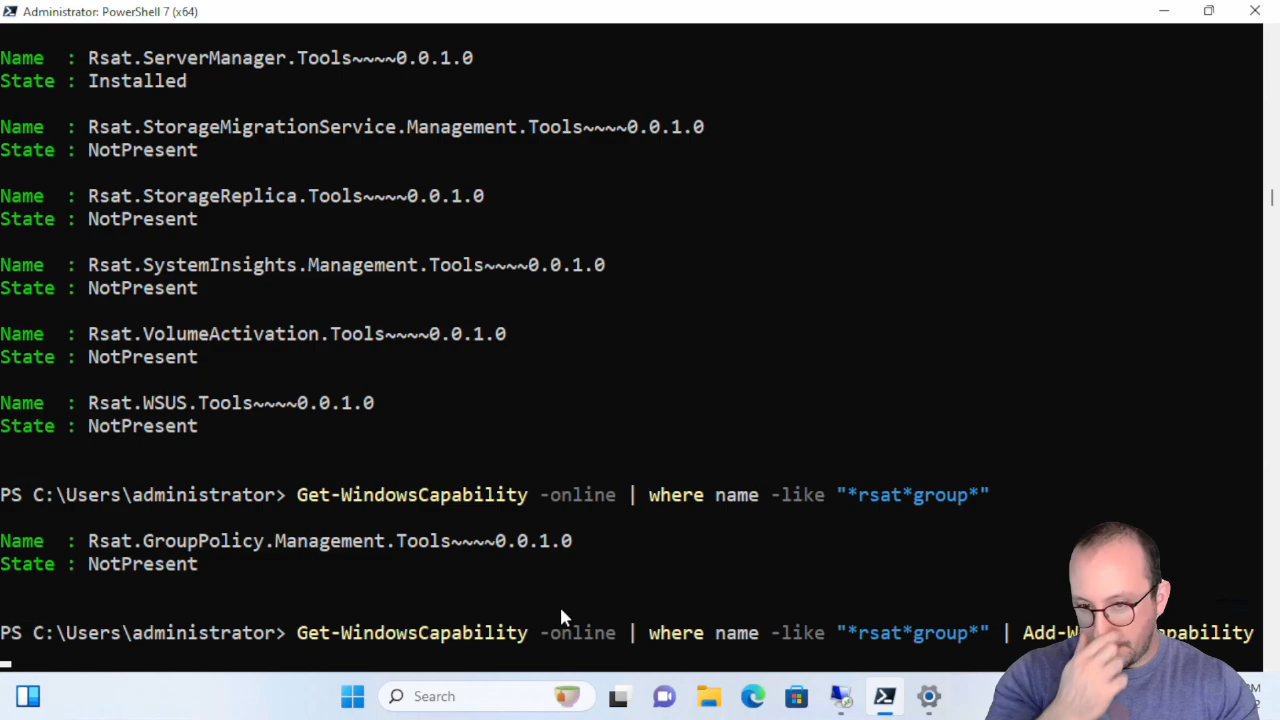 Administrator: PowerShell 7 (x64)
Name : Rsat.ServerManager.Tools~~~~0.0.1.0
State : Installed
Name : Rsat.StorageMigrationService.Management.Tools~~~~0.0.1.0
State : NotPresent
Name : Rsat.StorageReplica.Tools~~~~0.0.1.0
State : NotPresent
Name : Rsat.SystemInsights.Management.Tools~~~~0.0.1.0
State : NotPresent
Name : Rsat.VolumeActivation.Tools~~~~0.0.1.0
State : NotPresent
Name : Rsat.WSUS.Tools~~~~0.0.1.0
State : NotPresent
PS C:\Users\administrator> Get-WindowsCapability -online | where name -like "*rsat*group*"
Name : Rsat.GroupPolicy.Management.Tools~~~~0.0.1.0
State : NotPresent
PS C:\Users\administrator> Get-WindowsCapability -online | where name -like "*rsat*group*" |
Search